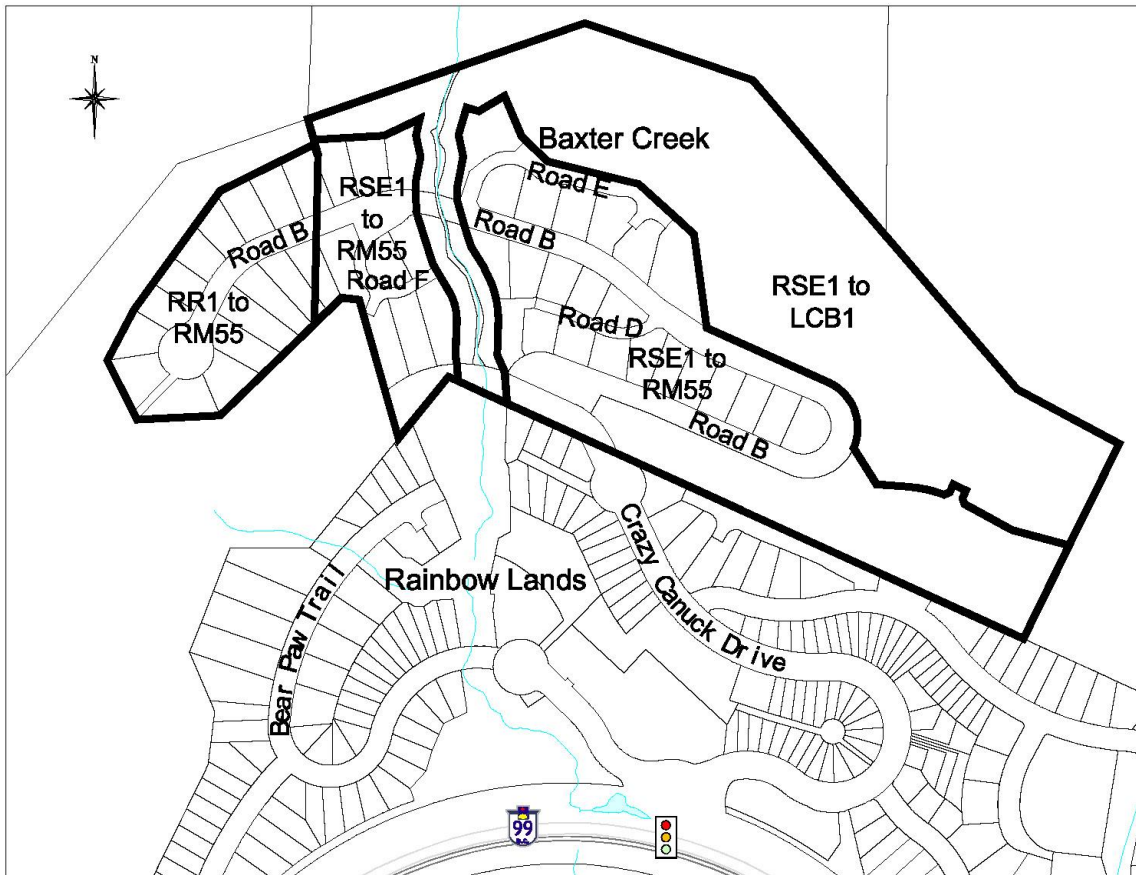 N
Baxter Creek
Road E
RSE1
to
RM55
Road B
Road B
Road F
RR1 to
RM55
RSE1 to
LCB1
Road D
RSE1 to
RM55
Road B
Crazy Canuck Drive
Rainbow Lands
Bear Paw Trail
99